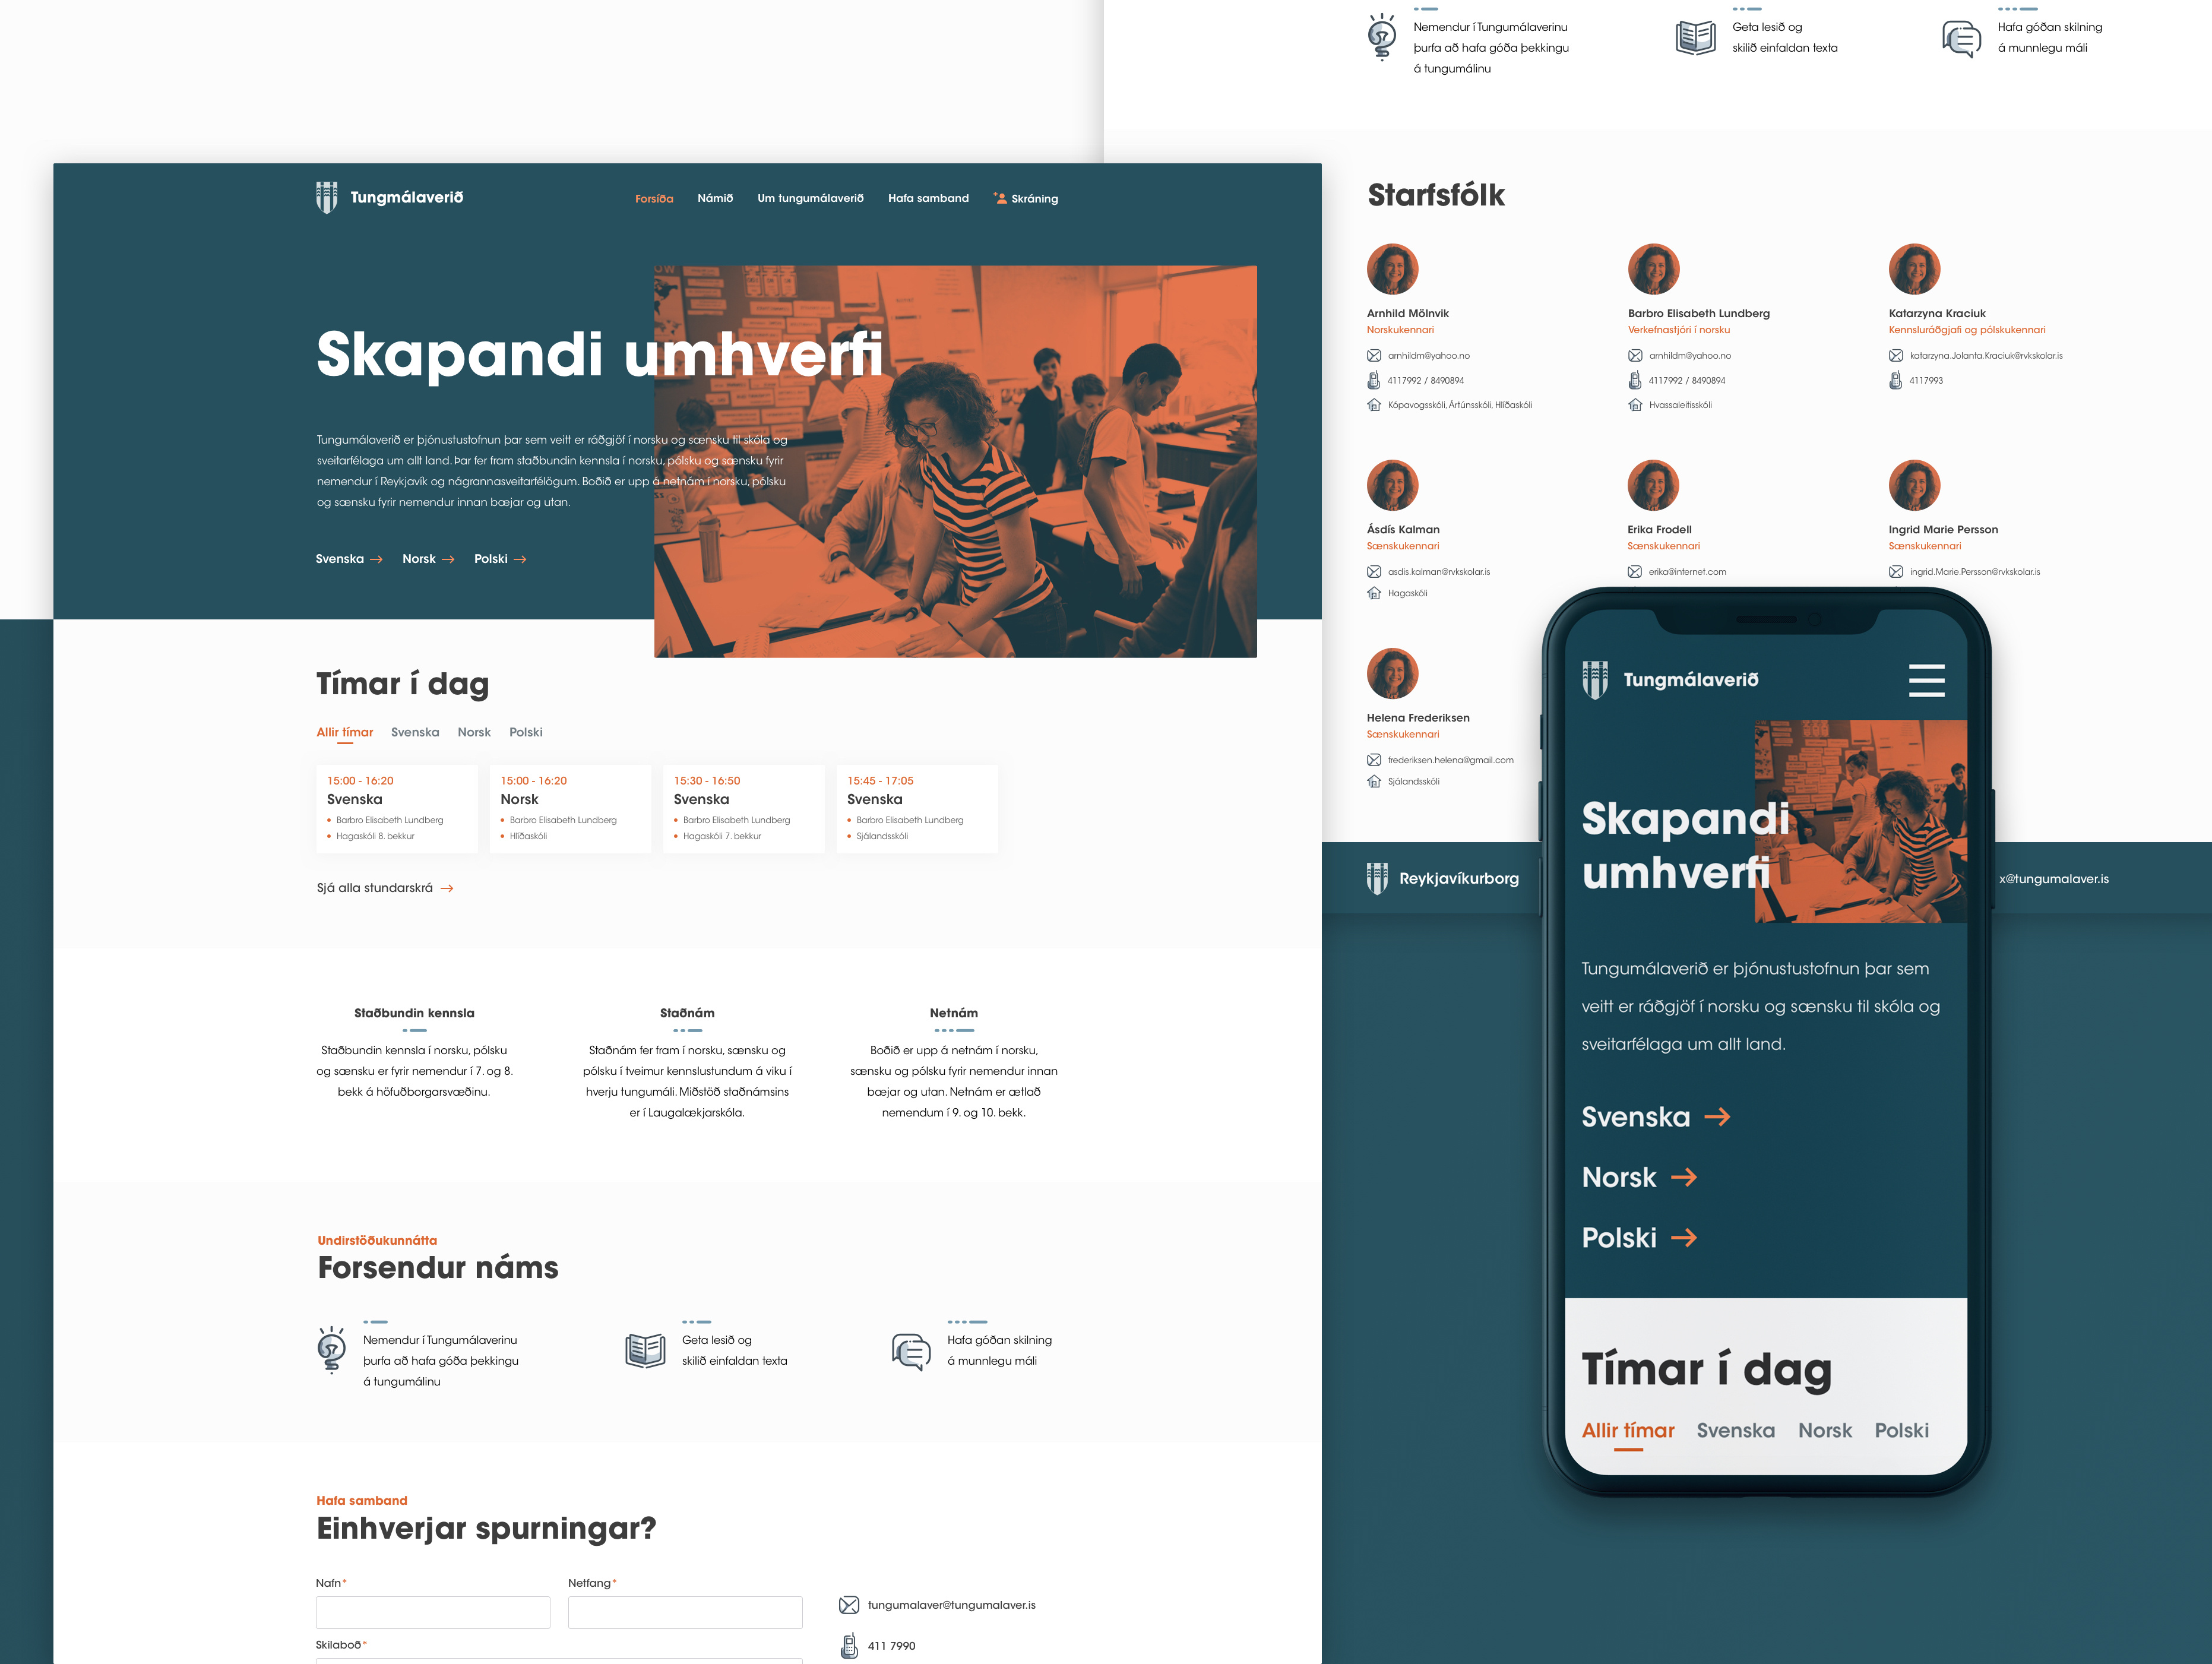 Tungmálaverið
Forsíða
Námið
Um tungumálaverið
Hafa samband
Skráning
Skapandi umhverfi
Tungumálaverið er þjónustustofnun þar sem veitt er ráðgjöf í norsku og sænsku til skóla og
sveitarfélaga um allt land. Þar fer fram staðbundin kennsla í norsku, pólsku og sænsku fyrir
nemendur í Reykjavík og nágrannasveitarfélögum. Boðið er upp á netnám í norsku, pólsku
og sænsku fyrir nemendur innan bæjar og utan.
Svenska
Norsk
Polski
Tímar í dag
Allir tímar
Svenska
Norsk
Polski
15:00 - 16:20
Svenska
Barbro Elisabeth Lundberg
Hagaskóli 8. bekkur
15:00 - 16:20
Norsk
Barbro Elisabeth Lundberg
Hlíðaskóli
15:30 - 16:50
Svenska
Barbro Elisabeth Lundberg
Hagaskóli 7. bekkur
15:45 - 17:05
Svenska
Barbro Elisabeth Lundberg
Sjálandsskóli
Sjá alla stundarskrá
Staðbundin kennsla
Staðbundin kennsla í norsku, pólsku
og sænsku er fyrir nemendur í 7. og 8.
bekk á höfuðborgarsvæðinu.
Staðnám
Staðnám fer fram í norsku, sænsku og
pólsku í tveimur kennslustundum á viku í
hverju tungumáli. Miðstöð staðnámsins
er í Laugalækjarskóla.
Netnám
Boðið er upp á netnám í norsku,
sænsku og pólsku fyrir nemendur innan
bæjar og utan. Netnám er ætlað
nemendum í 9. og 10. bekk.
Undirstöðukunnátta
Forsendur náms
Nemendur í Tungumálaverinu
þurfa að hafa góða þekkingu
á tungumálinu
Geta lesið og
skilið einfaldan texta
Hafa góðan skilning
á munnlegu máli
Hafa samband
Einhverjar spurningar?
Nafn*
Netfang*
Skilaboð*
tungumalaver@tungumalaver.is
411 7990
Nemendur í Tungumálaverinu
þurfa að hafa góða þekkingu
á tungumálinu
Geta lesið og
skilið einfaldan texta
Hafa góðan skilning
á munnlegu máli
Starfsfólk
Arnhild Mölnvik
Norskukennari
arnhildm@yahoo.no
4117992 / 8490894
Kópavogsskóli, Ártúnsskóli, Hlíðaskóli
Barbro Elisabeth Lundberg
Verkefnastjóri í norsku
arnhildm@yahoo.no
4117992 / 8490894
Hvassaleitisskóli
Katarzyna Kraciuk
Kennsluráðgjafi og pólskukennari
katarzyna.Jolanta.Kraciuk@rvkskolar.is
4117993
Ásdís Kalman
Sænskukennari
asdis.kalman@rvkskolar.is
Hagaskóli
Erika Frodell
Sænskukennari
erika@internet.com
Ingrid Marie Persson
Sænskukennari
ingrid.Marie.Persson@rvkskolar.is
Helena Frederiksen
Sænskukennari
frederiksen.helena@gmail.com
Sjálandsskóli
Reykjavíkurborg
x@tungumalaver.is
Tungmálaverið
Skapandi
umhverfi
Tungumálaverið er þjónustustofnun þar sem
veitt er ráðgjöf í norsku og sænsku til skóla og
sveitarfélaga um allt land.
Svenska
Norsk
Polski
Tímar í dag
Allir tímar
Svenska
Norsk
Polski